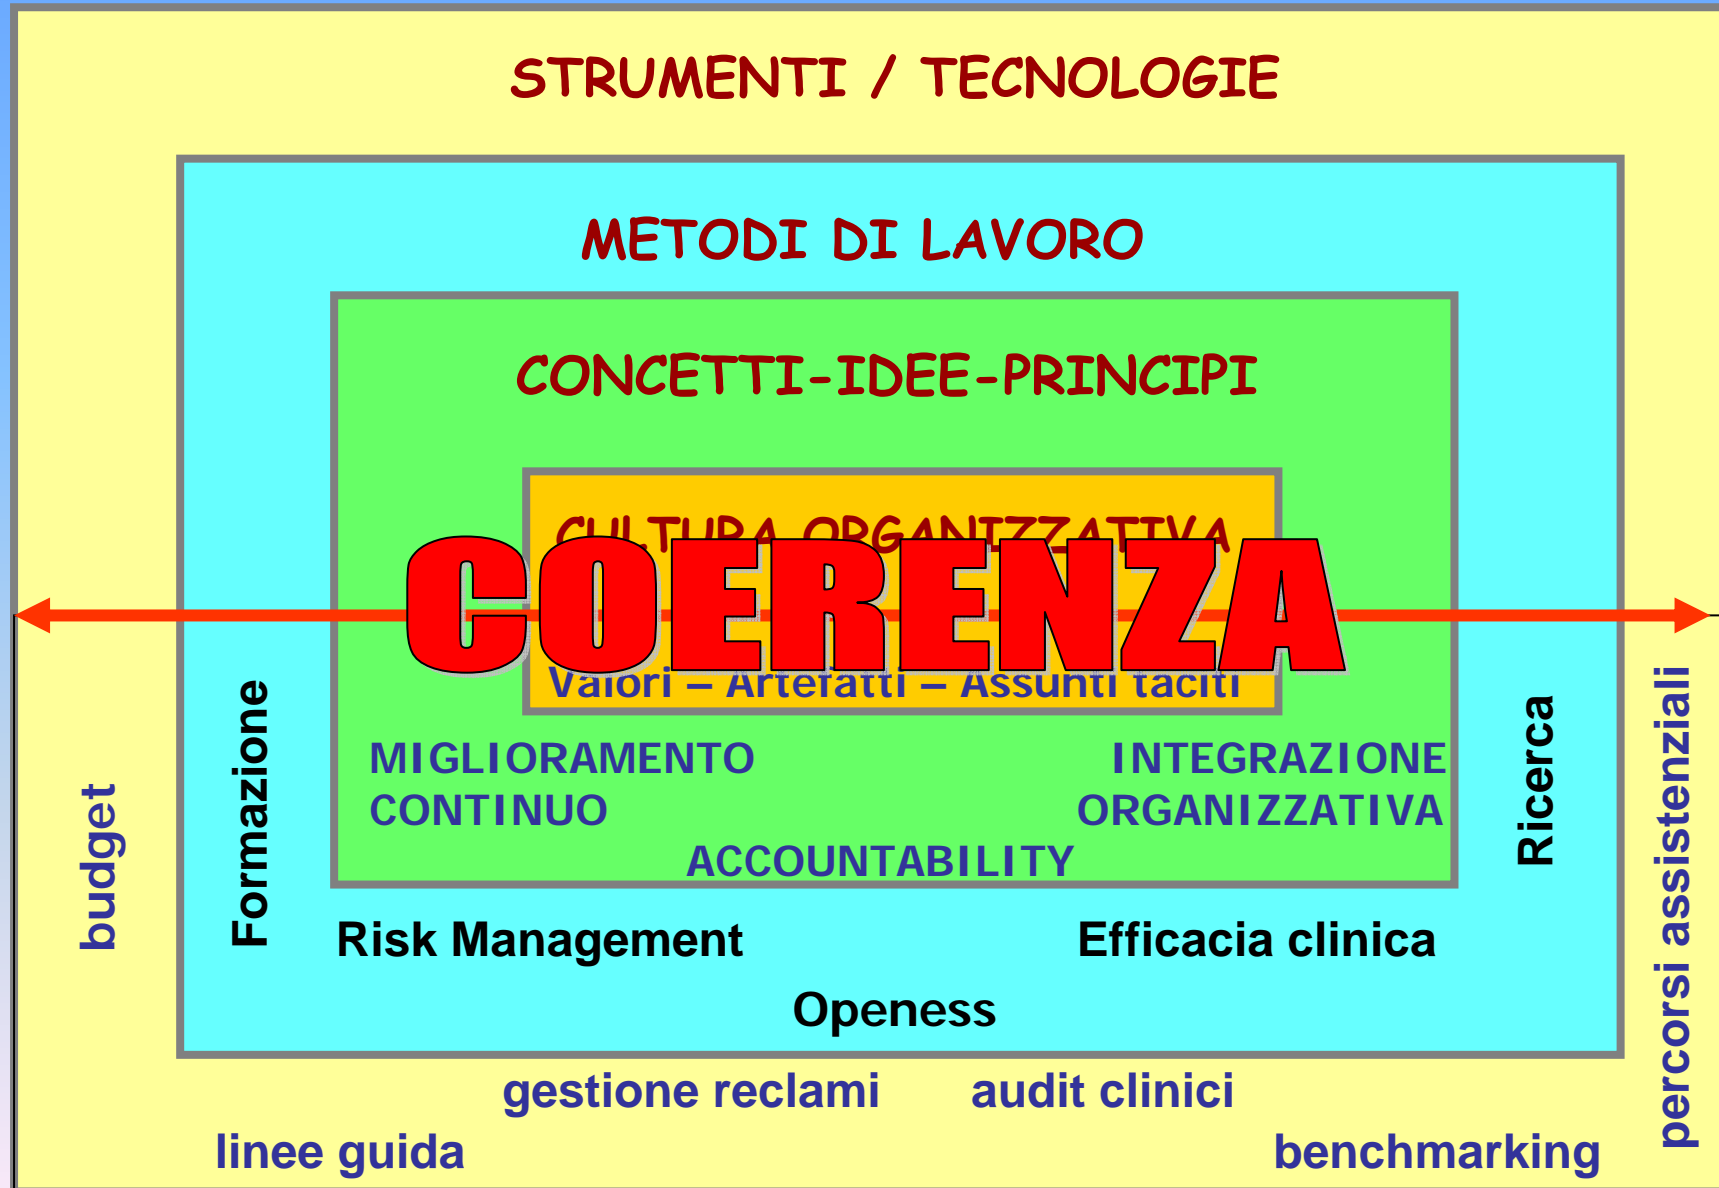 STRUMENTI / TECNOLOGIE
METODI DI LAVORO
CONCETTI-IDEE-PRINCIPI
CULTURA ORGANIZZATIVA
COERENZA
Valori – Artefatti – Assunti taciti
MIGLIORAMENTO
CONTINUO
INTEGRAZIONE
ORGANIZZATIVA
ACCOUNTABILITY
budget
Formazione
Ricerca
percorsi assistenziali
Risk Management
Efficacia clinica
Openess
gestione reclami
audit clinici
linee guida
benchmarking